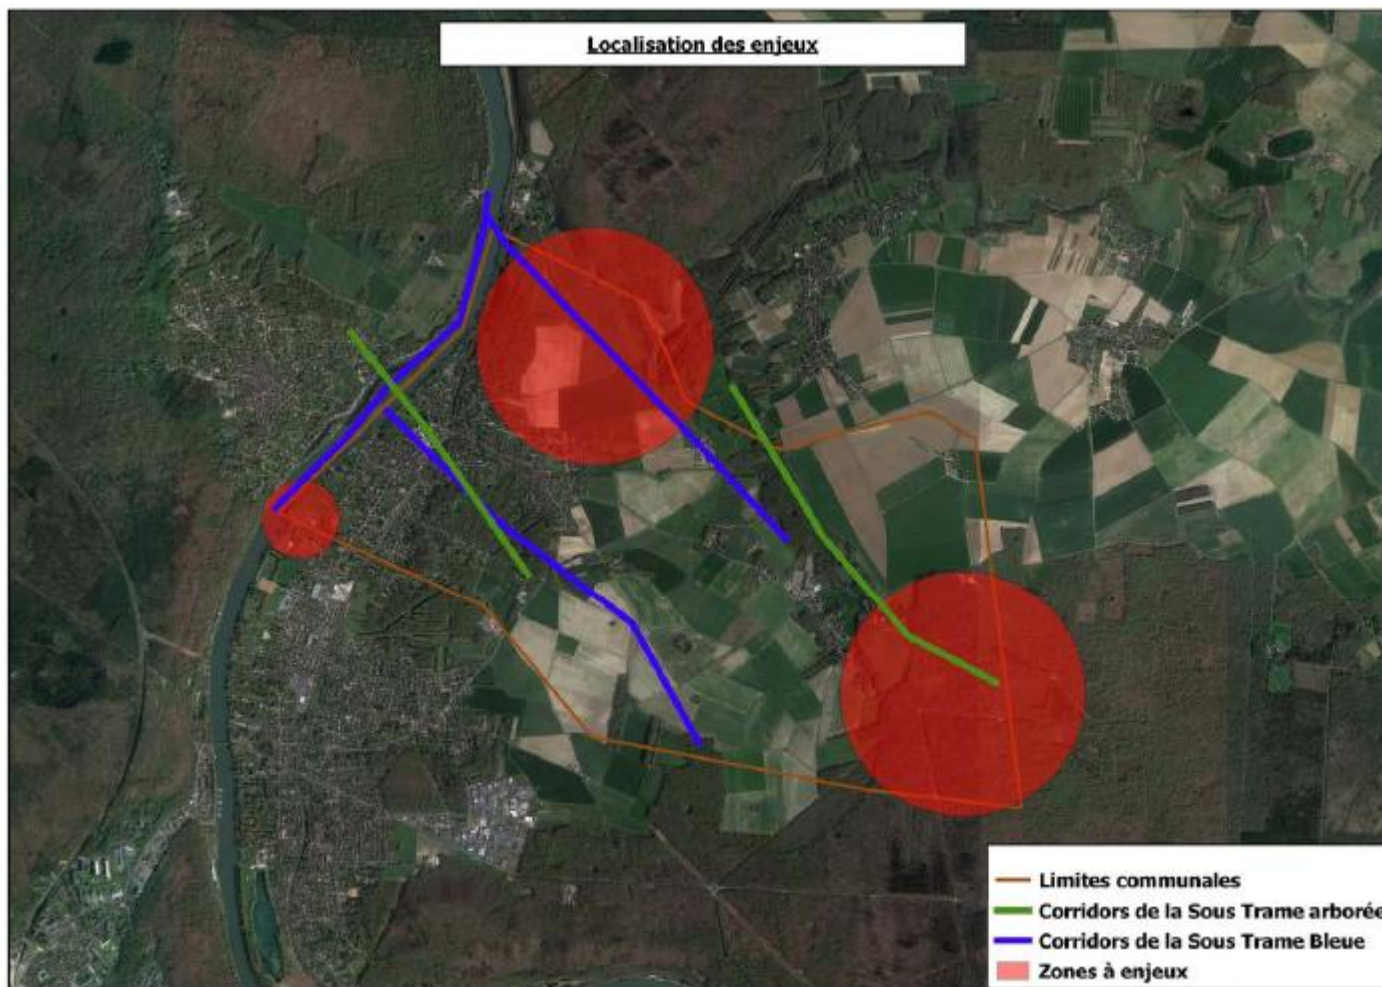 Localisation des enjeux
Limites communales
Corridors de la Sous Trame arborée
Corridors de la Sous Trame Bleue
Zones à enjeux